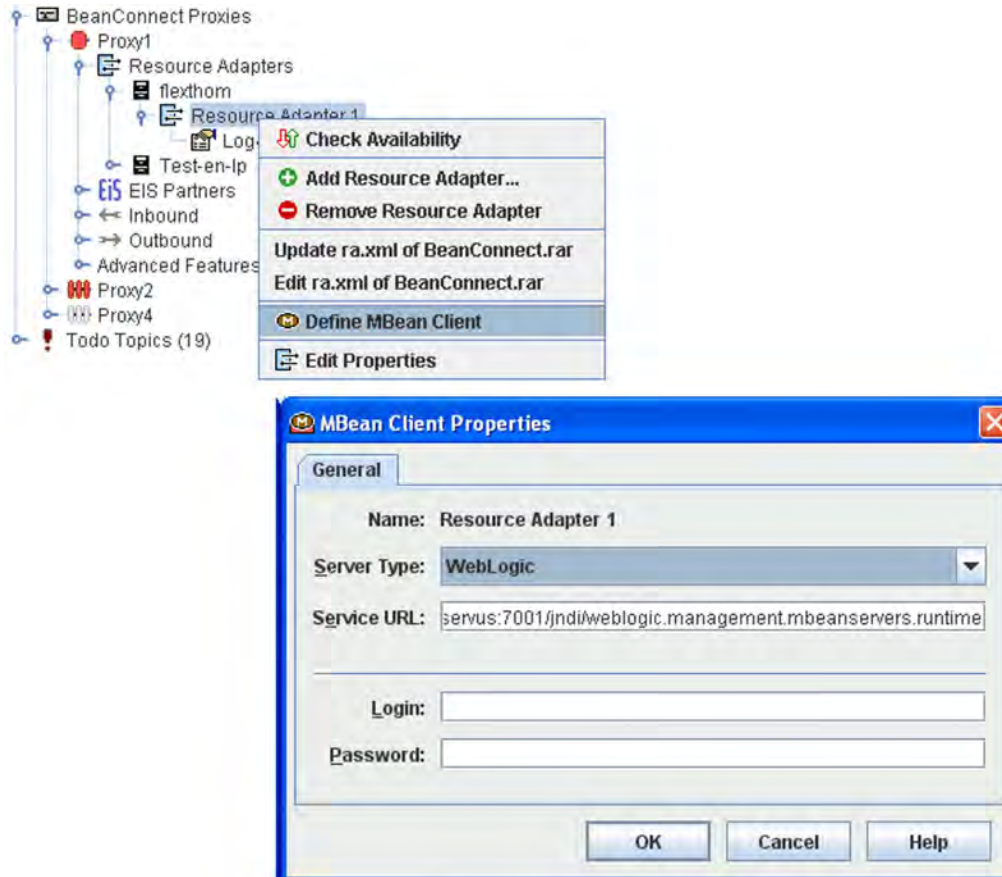 BeanConnect Proxies
Proxy1
Resource Adapters
flexthom
Resource Adapter 1
Log
Test-en-lp
EiS EIS Partners
Inbound
Outbound
Advanced Features
Proxy2
Proxy4
Todo Topics (19)
Check Availability
Add Resource Adapter...
Remove Resource Adapter
Update ra.xml of BeanConnect.rar
Edit ra.xml of BeanConnect.rar
M Define MBean Client
Edit Properties
M MBean Client Properties
General
Name: Resource Adapter 1
Server Type: WebLogic
Service URL: servus:7001/jndi/weblogic.management.mbeanservers.runtime
Login:
Password:
OK Cancel Help